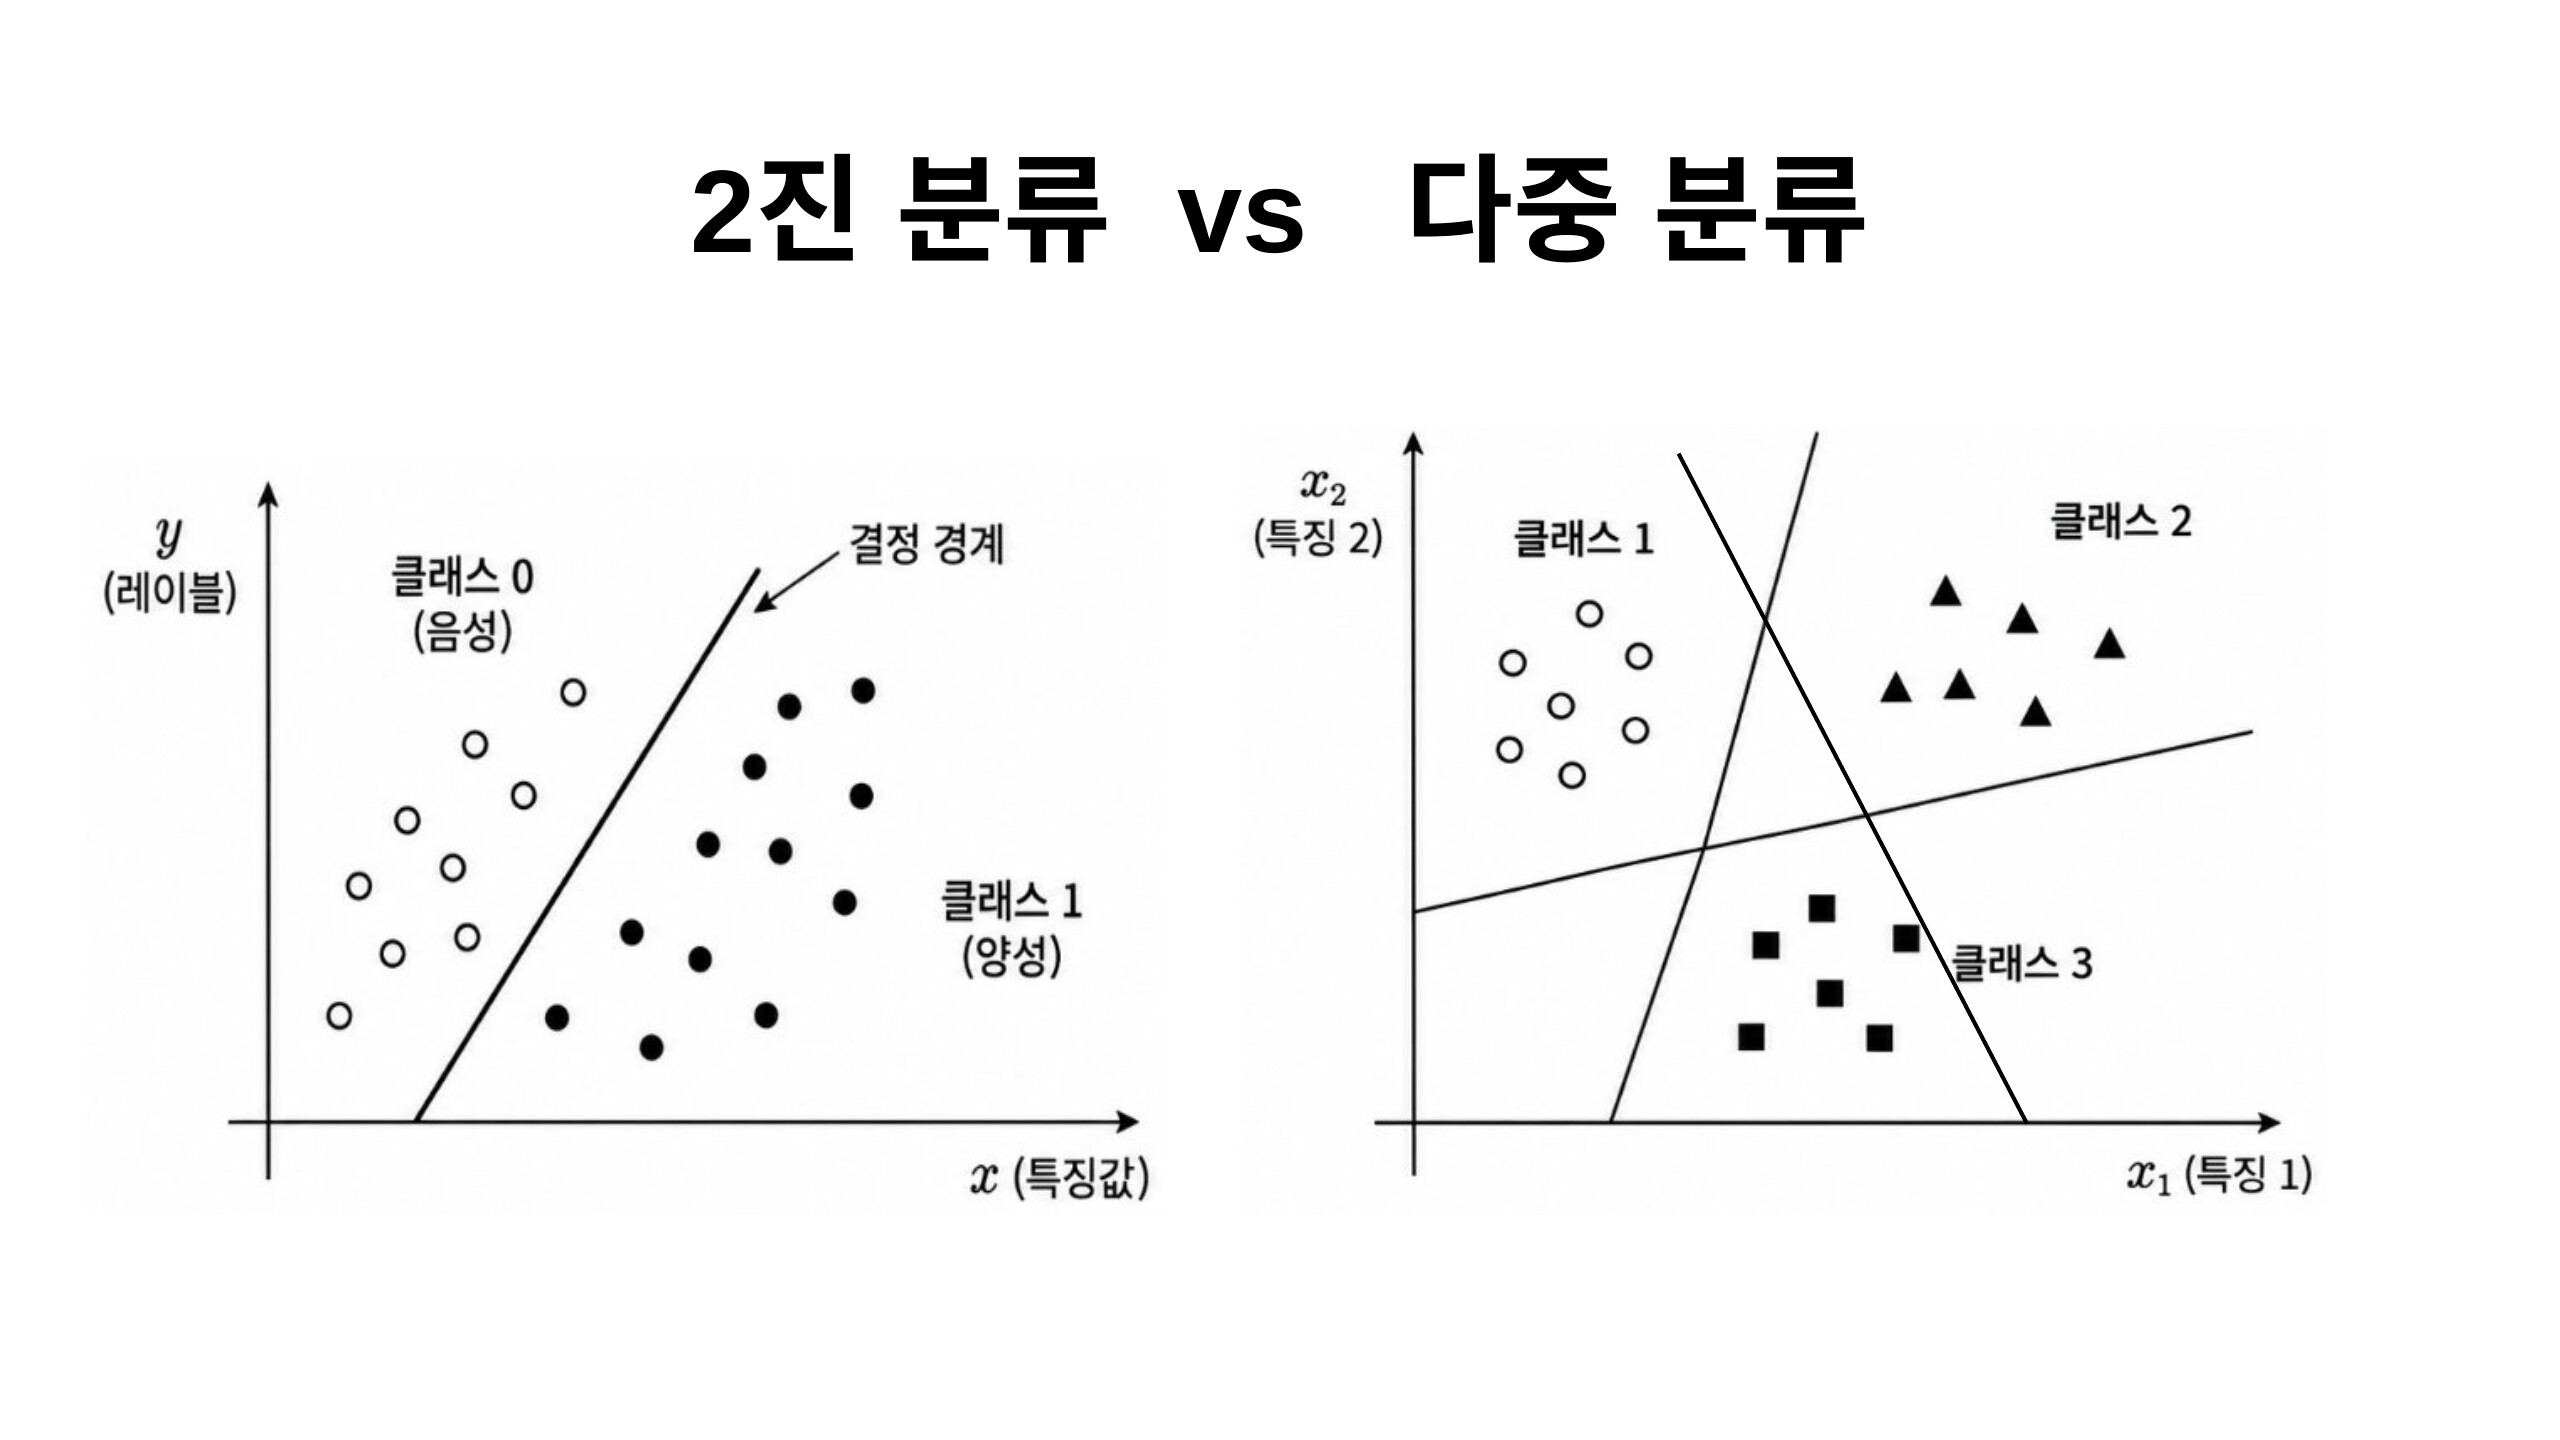 2진 분류 vs 다중 분류
y
(레이블)
클래스 0
(음성)
결정 경계
클래스 1
(양성)
x (특징값)
x₂
(특징 2)
클래스 1
클래스 2
클래스 3
x₁ (특징 1)